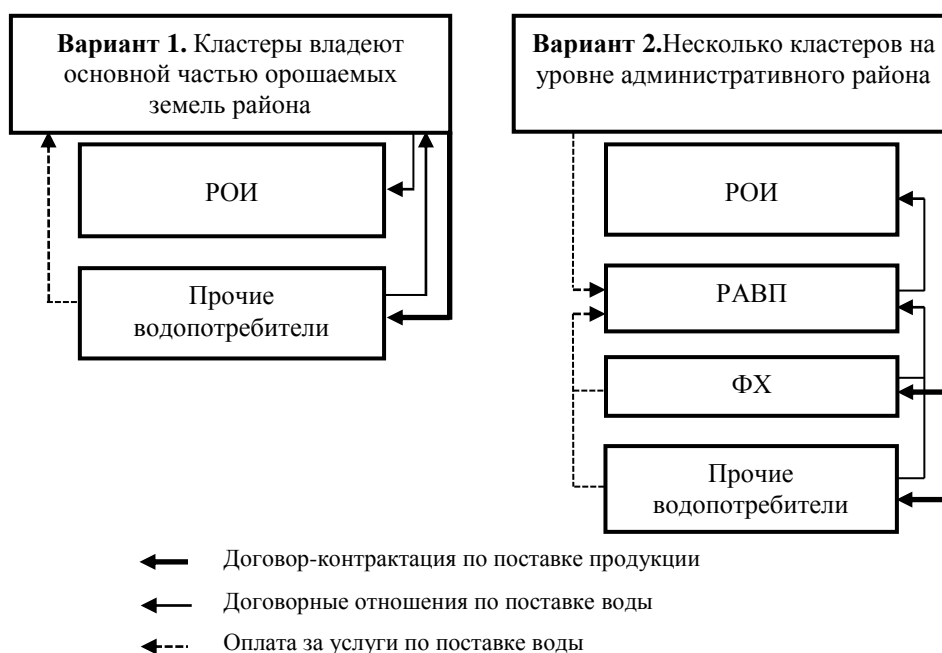 Вариант 1. Кластеры владеют
основной частью орошаемых
земель района
РОИ
Прочие
водопотребители
Вариант 2.Несколько кластеров на
уровне административного района
РОИ
РАВП
ФХ
Прочие
водопотребители
Договор-контрактация по поставке продукции
Договорные отношения по поставке воды
Оплата за услуги по поставке воды